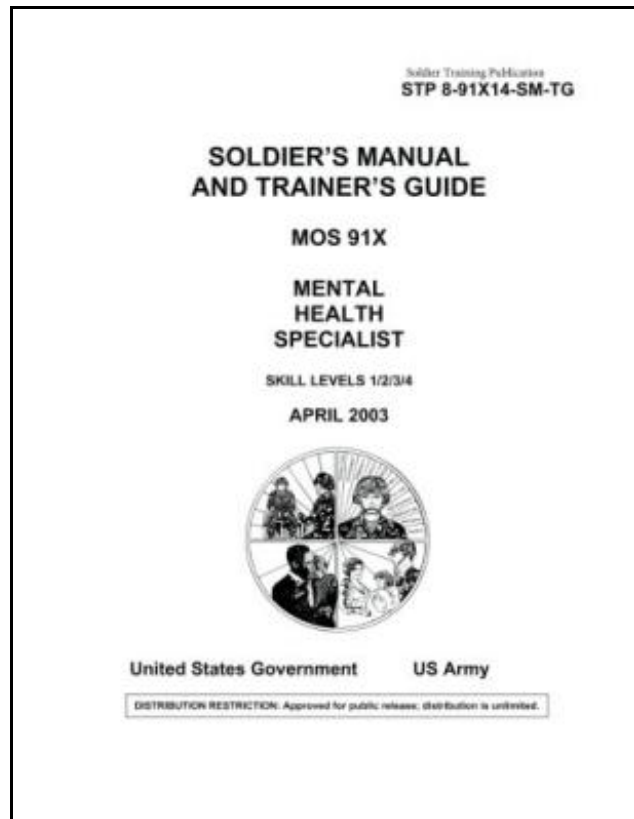 Soldier Training Publication
STP 8-91X14-SM-TG
SOLDIER'S MANUAL
AND TRAINER'S GUIDE
MOS 91X
MENTAL
HEALTH
SPECIALIST
SKILL LEVELS 1/2/3/4
APRIL 2003
United States Government US Army
DISTRIBUTION RESTRICTION: Approved for public release; distribution is unlimited.